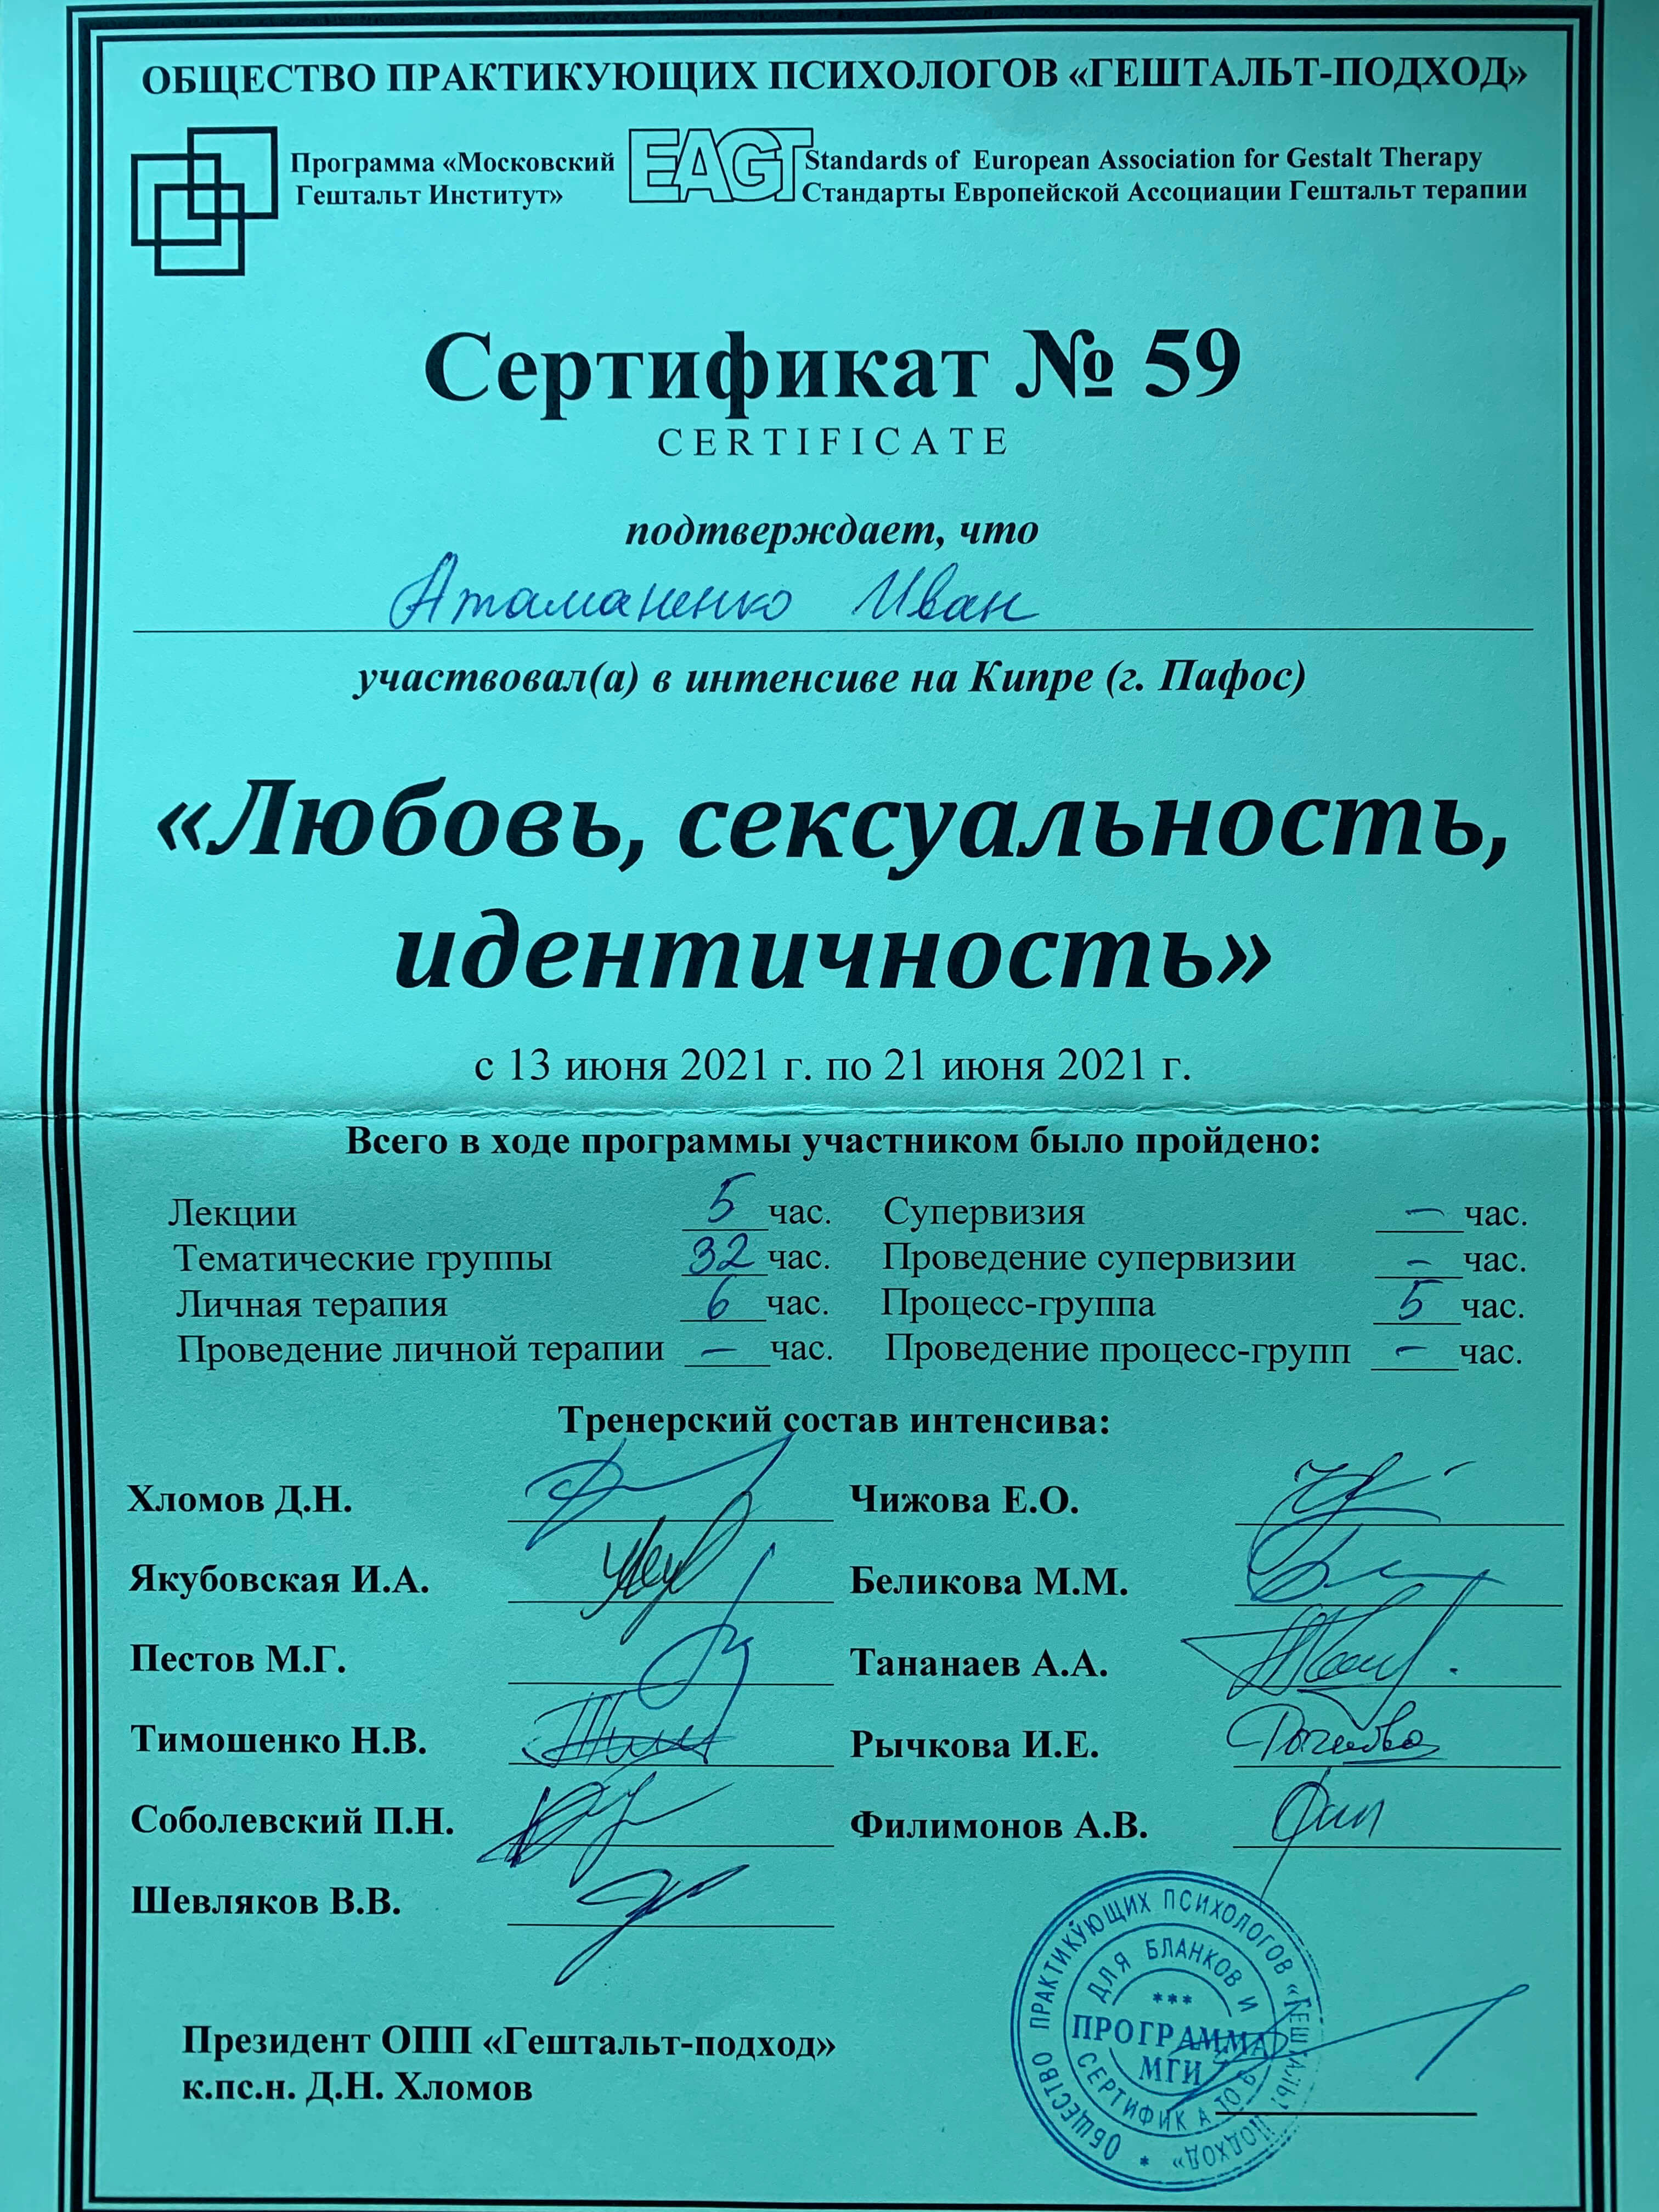 ОБЩЕСТВО ПРАКТИКУЮЩИХ ПСИХОЛОГОВ «ГЕШТАЛЬТ-ПОДХОД»
Программа «Московский
Гештальт Институт»
EAGT
Standards of European Association for Gestalt Therapy
Стандарты Европейской Ассоциации Гештальт терапии
Сертификат № 59
CERTIFICATE
подтверждает, что
Атаманенко Иван
участвовал(а) в интенсиве на Кипре (г. Пафос)
«Любовь, сексуальность,
идентичность»
с 13 июня 2021 г. по 21 июня 2021 г.
Всего в ходе программы участником было пройдено:
Лекции 5 час. Супервизия – час.
Тематические группы 32 час. Проведение супервизии – час.
Личная терапия 6 час. Процесс-группа 5 час.
Проведение личной терапии – час. Проведение процесс-групп – час.
Тренерский состав интенсива:
Хломов Д.Н. Чижова Е.О.
Якубовская И.А. Беликова М.М.
Пестов М.Г. Тананаев А.А.
Тимошенко Н.В. Рычкова И.Е.
Соболевский П.Н. Филимонов А.В.
Шевляков В.В.
Президент ОПП «Гештальт-подход»
к.пс.н. Д.Н. Хломов
ОБЩЕСТВО ПРАКТИКУЮЩИХ ПСИХОЛОГОВ «ГЕШТАЛЬТ ПОДХОД» *
ДЛЯ БЛАНКОВ И СЕРТИФИКАТОВ
***
ПРОГРАММА
МГИ